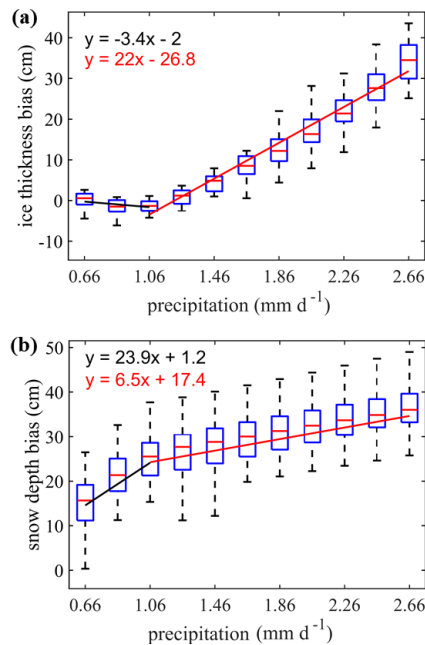 (a)
y = -3.4x - 2
y = 22x - 26.8
ice thickness bias (cm)
40
30
20
10
0
-10
0.66 1.06 1.46 1.86 2.26 2.66
precipitation (mm d⁻¹)
(b)
y = 23.9x + 1.2
y = 6.5x + 17.4
snow depth bias (cm)
50
40
30
20
10
0
0.66 1.06 1.46 1.86 2.26 2.66
precipitation (mm d⁻¹)